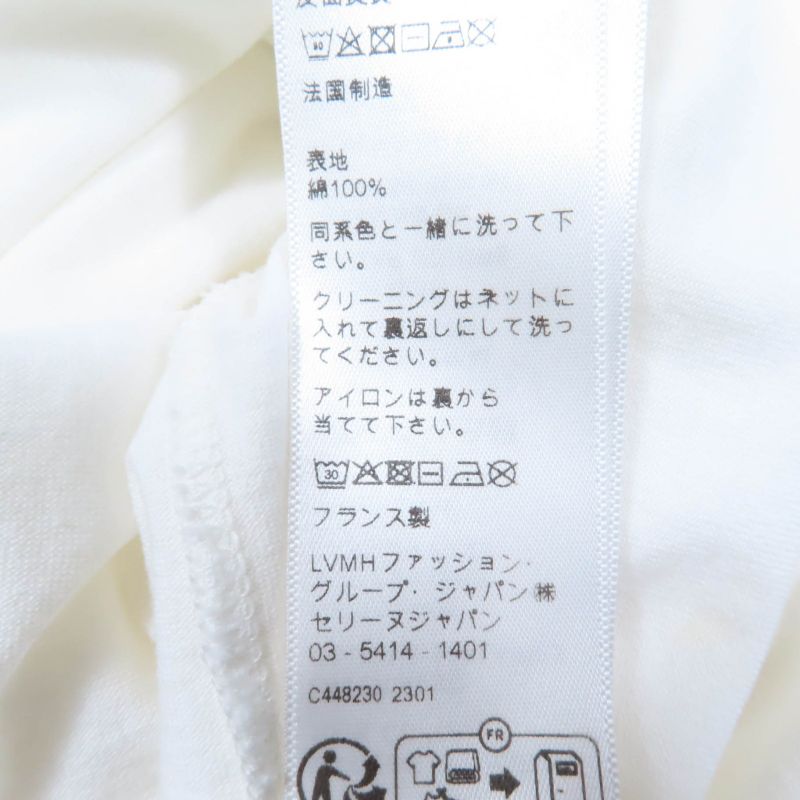 法國制造
表地
綿100%
同系色と一緒に洗って下
さい。
クリーニングはネットに
入れて裏返しにして洗っ
てください。
アイロンは裏から
当てて下さい。
30
フランス製
LVMHファッション・
グループ・ジャパン㈱
セリーヌジャパン
03 - 5414 - 1401
C448230 2301
FR